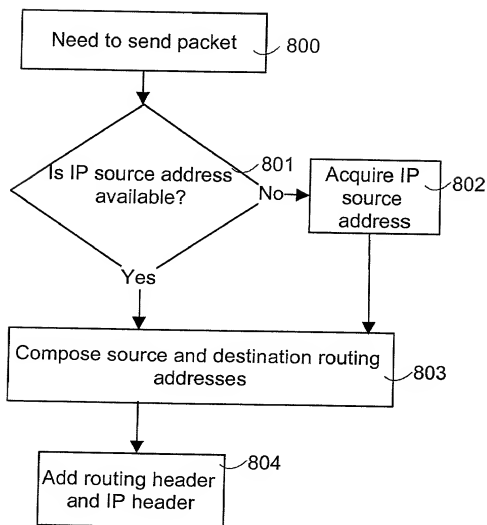 Need to send packet
800
Is IP source address
available?
801
No
Acquire IP
source
address
802
Yes
Compose source and destination routing
addresses
803
Add routing header
and IP header
804